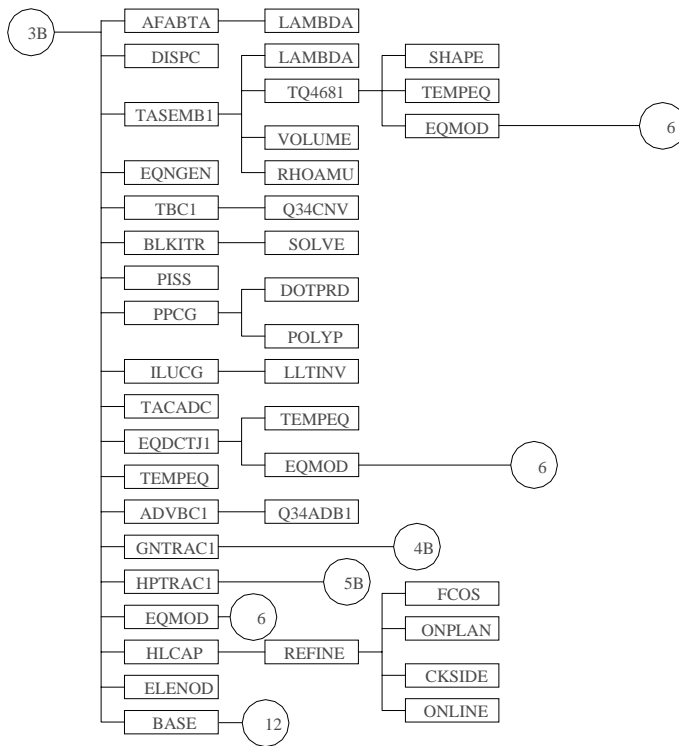 3B
AFABTA LAMBDA
DISPC LAMBDA SHAPE
TQ4681 TEMPEQ
TASEMB1
EQMOD 6
VOLUME
EQNGEN RHOAMU
TBC1 Q34CNV
BLKITR SOLVE
PISS
DOTPRD
PPCG
POLYP
ILUCG LLTINV
TACADC
TEMPEQ
EQDCTJ1
EQMOD 6
TEMPEQ
ADVBC1 Q34ADB1
GNTRAC1 4B
HPTRAC1 5B
FCOS
EQMOD 6
ONPLAN
HLCAP REFINE
CKSIDE
ELENOD
ONLINE
BASE 12